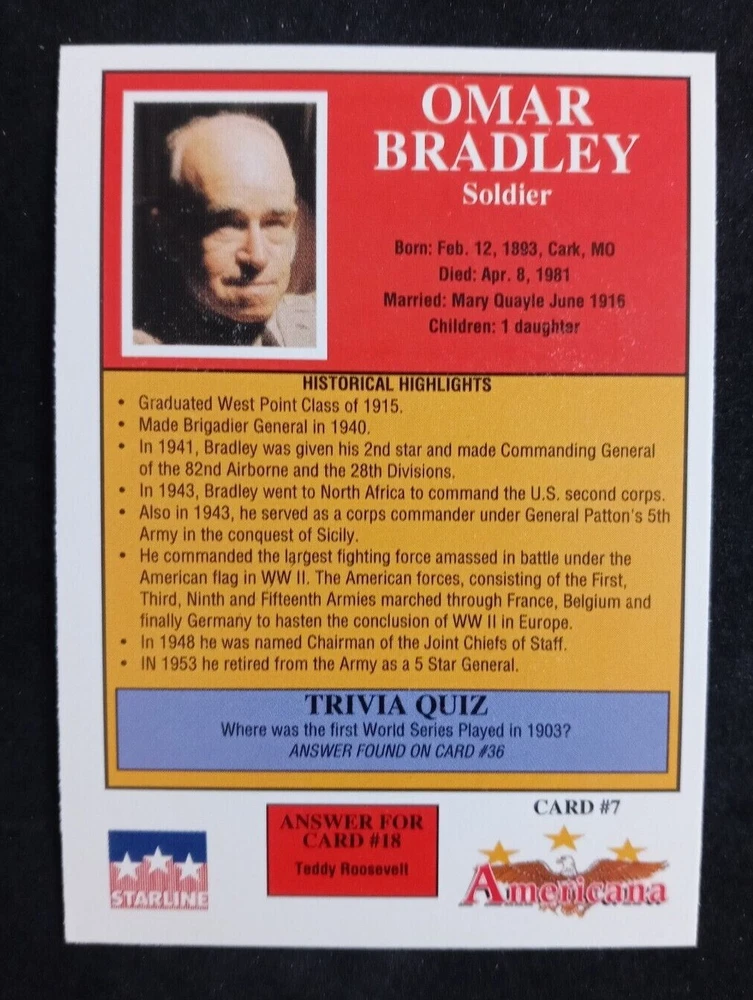 OMAR
BRADLEY
Soldier
Born: Feb. 12, 1893, Cark, MO
Died: Apr. 8, 1981
Married: Mary Quayle June 1916
Children: 1 daughter
HISTORICAL HIGHLIGHTS
• Graduated West Point Class of 1915.
• Made Brigadier General in 1940.
• In 1941, Bradley was given his 2nd star and made Commanding General
of the 82nd Airborne and the 28th Divisions.
• In 1943, Bradley went to North Africa to command the U.S. second corps.
• Also in 1943, he served as a corps commander under General Patton's 5th
Army in the conquest of Sicily.
• He commanded the largest fighting force amassed in battle under the
American flag in WW II. The American forces, consisting of the First,
Third, Ninth and Fifteenth Armies marched through France, Belgium and
finally Germany to hasten the conclusion of WW II in Europe.
• In 1948 he was named Chairman of the Joint Chiefs of Staff.
• IN 1953 he retired from the Army as a 5 Star General.
TRIVIA QUIZ
Where was the first World Series Played in 1903?
ANSWER FOUND ON CARD #36
CARD #7
ANSWER FOR
CARD #18
Teddy Roosevelt
STARLINE
Americana